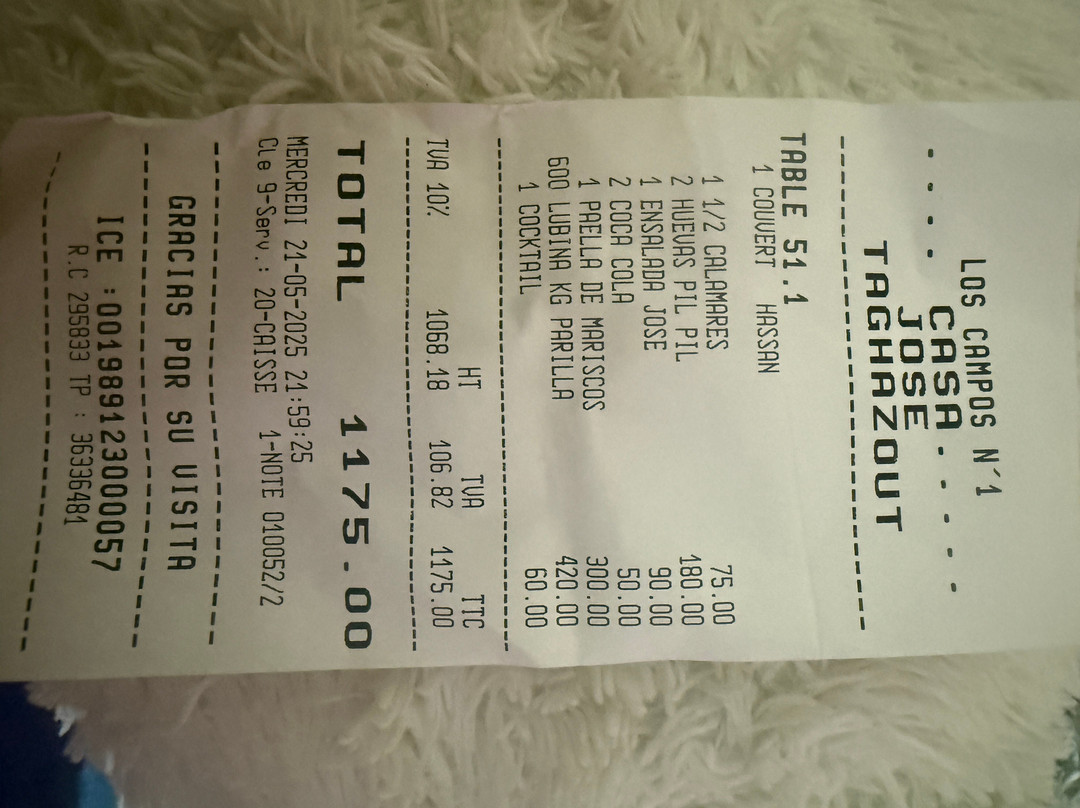 LOS CAMPOS N´1
CASA
JOSE
TAGHAZOUT
TABLE 51.1
1 COUVERT HASSAN
1 1/2 CALAMARES 75.00
2 HUEVAS PIL PIL 180.00
1 ENSALADA JOSE 90.00
2 COCA COLA 50.00
1 PAELLA DE MARISCOS 300.00
600 LUBINA KG PARILLA 420.00
1 COCKTAIL 60.00
HT TVA TTC
TVA 10% 1068.18 106.82 1175.00
TOTAL 1175.00
MERCREDI 21-05-2025 21:59:25
Cle 9-Serv.: 20-CAISSE 1-NOTE 010052/2
GRACIAS POR SU VISITA
ICE :001989123000057
R.C 295833 TP : 36336481